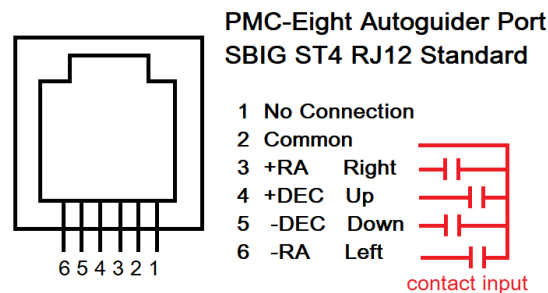 PMC-Eight Autoguider Port
SBIG ST4 RJ12 Standard
1 No Connection
2 Common
3 +RA Right
4 +DEC Up
5 -DEC Down
6 -RA Left
6 5 4 3 2 1
contact input